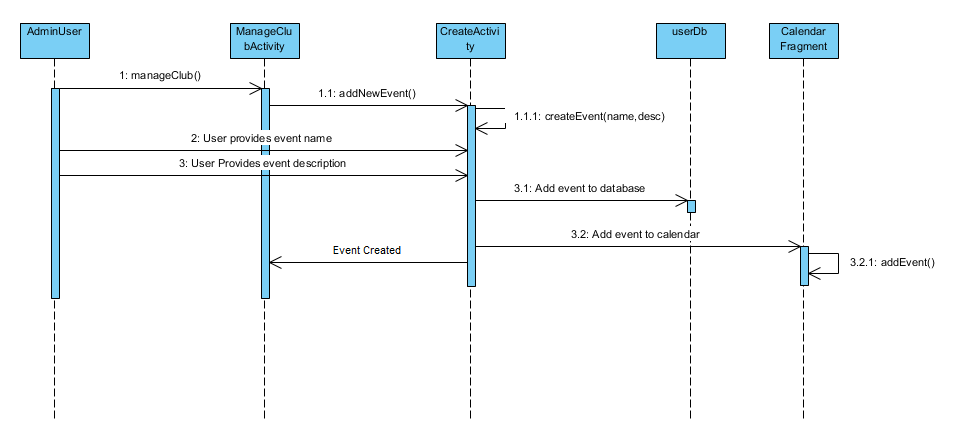 AdminUser
ManageClu
bActivity
CreateActivi
ty
userDb
Calendar
Fragment
1: manageClub()
1.1: addNewEvent()
1.1.1: createEvent(name,desc)
2: User provides event name
3: User Provides event description
3.1: Add event to database
3.2: Add event to calendar
Event Created
3.2.1: addEvent()